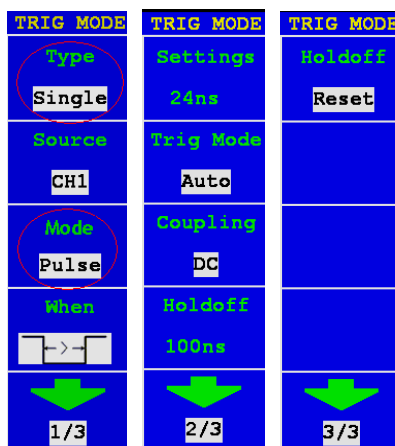 TRIG MODE
Type
Single
Source
CH1
Mode
Pulse
When
>
1/3
TRIG MODE
Settings
24ns
Trig Mode
Auto
Coupling
DC
Holdoff
100ns
2/3
TRIG MODE
Holdoff
Reset
3/3